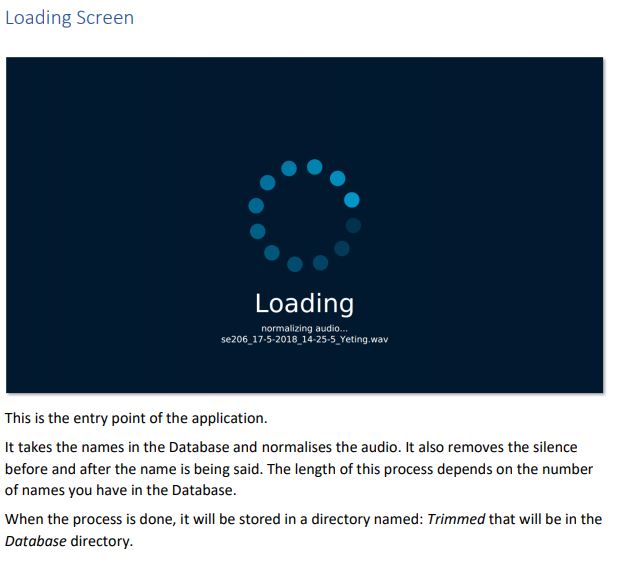 Loading Screen
Loading
normalizing audio...
se206_17-5-2018_14-25-5_Yeting.wav
This is the entry point of the application.
It takes the names in the Database and normalises the audio. It also removes the silence
before and after the name is being said. The length of this process depends on the number
of names you have in the Database.
When the process is done, it will be stored in a directory named: Trimmed that will be in the
Database directory.